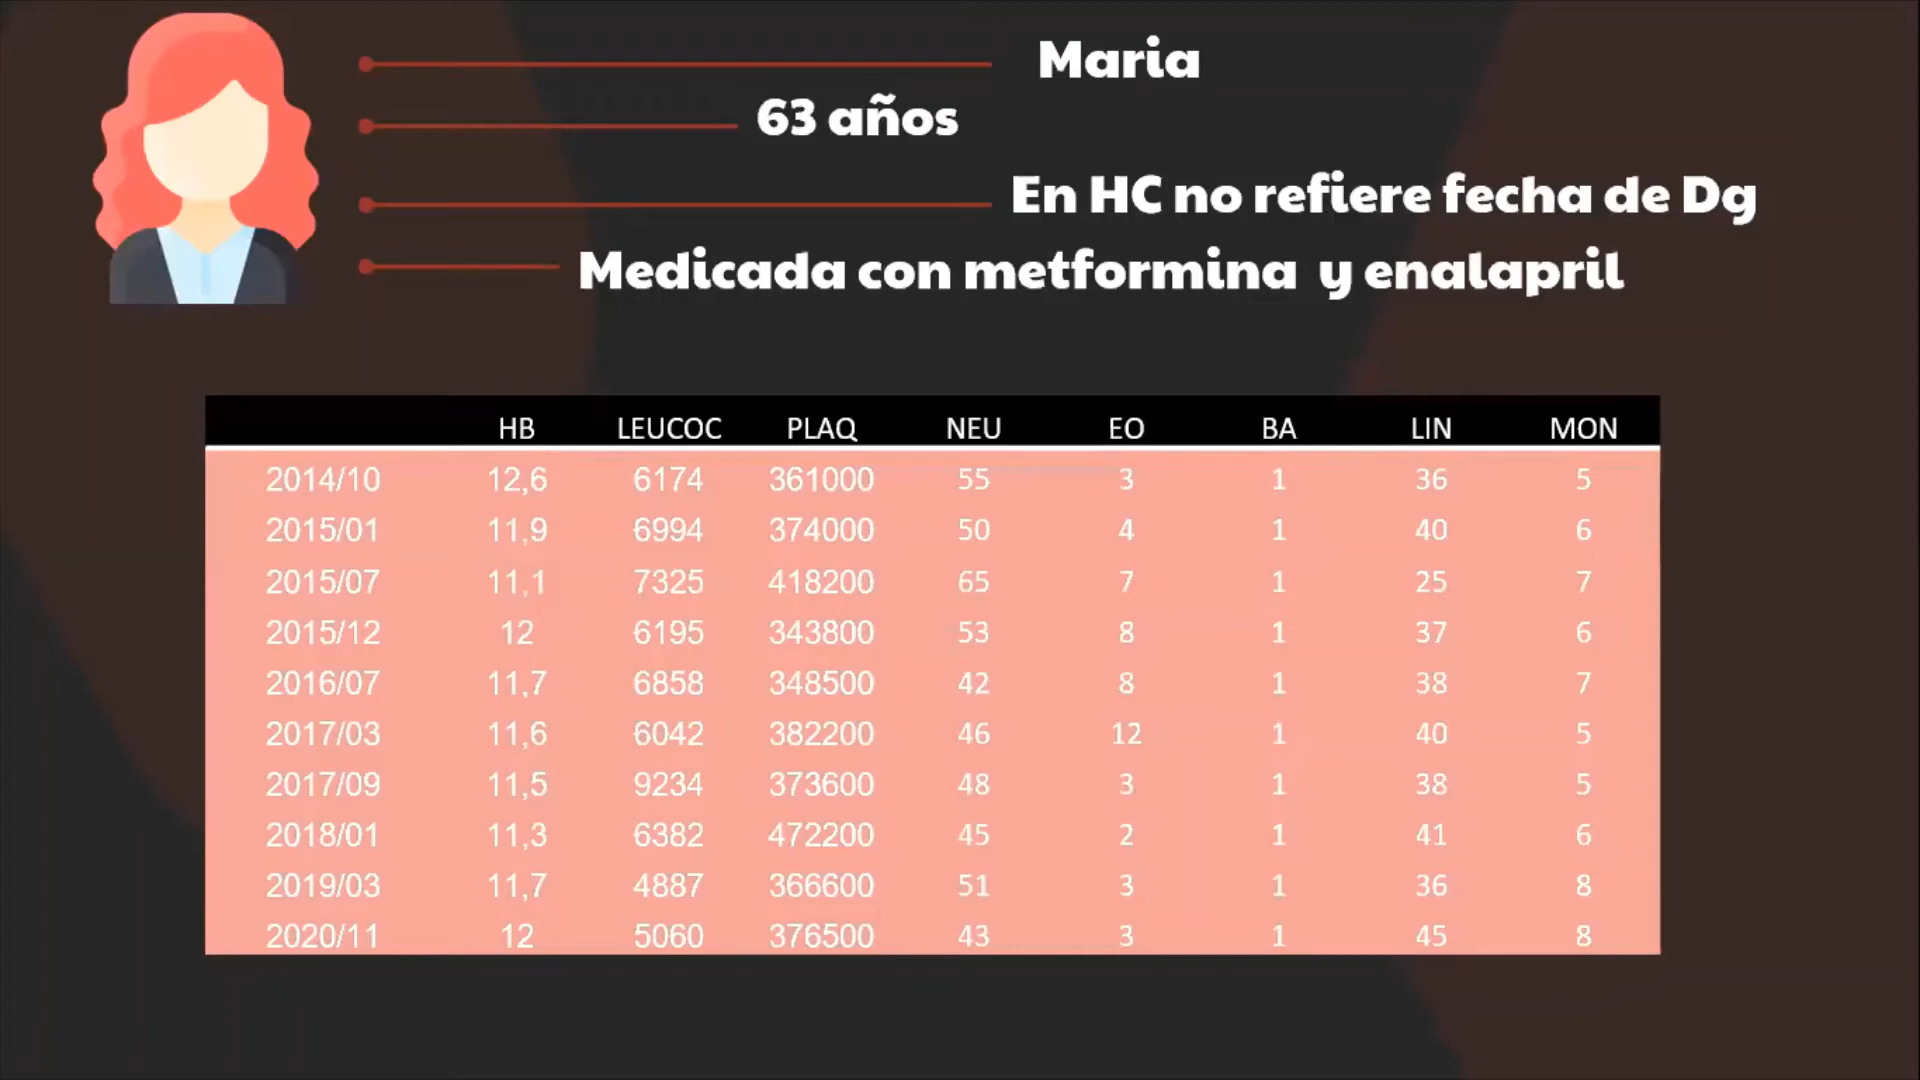 Maria
63 años
En HC no refiere fecha de Dg
Medicada con metformina y enalapril
HB LEUCOC PLAQ NEU EO BA LIN MON
2014/10 12,6 6174 361000 55 3 1 36 5
2015/01 11,9 6994 374000 50 4 1 40 6
2015/07 11,1 7325 418200 65 7 1 25 7
2015/12 12 6195 343800 53 8 1 37 6
2016/07 11,7 6858 348500 42 8 1 38 7
2017/03 11,6 6042 382200 46 12 1 40 5
2017/09 11,5 9234 373600 48 3 1 38 5
2018/01 11,3 6382 472200 45 2 1 41 6
2019/03 11,7 4887 366600 51 3 1 36 8
2020/11 12 5060 376500 43 3 1 45 8